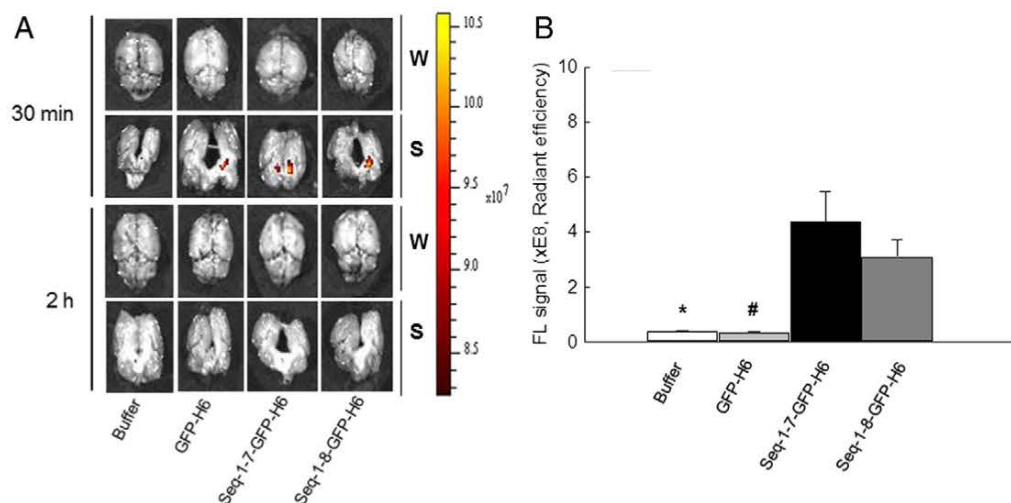 A
30 min
2 h
W
S
W
S
Buffer
GFP-H6
Seq-1-7-GFP-H6
Seq-1-8-GFP-H6
10.5
10.0
9.5
x10⁷
9.0
8.5
B
FL signal (xE8, Radiant efficiency)
10
8
6
4
2
0
*
#
Buffer
GFP-H6
Seq-1-7-GFP-H6
Seq-1-8-GFP-H6